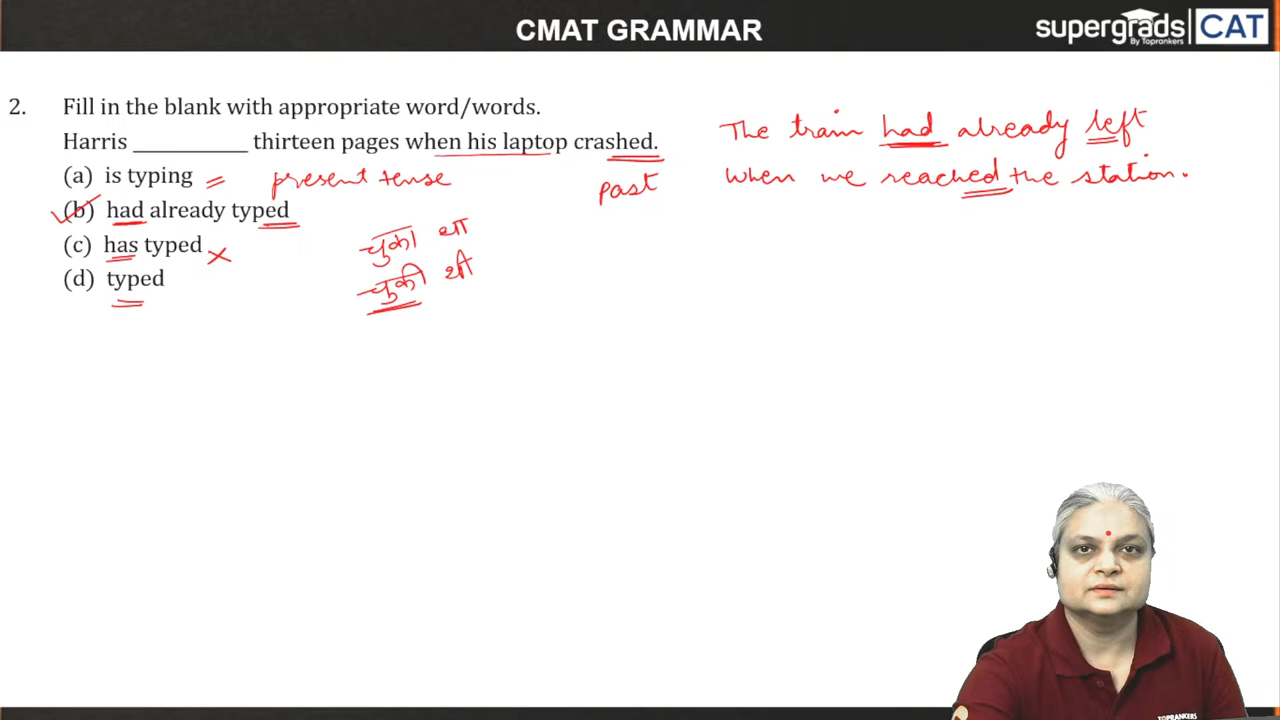 CMAT GRAMMAR
supergrads CAT
By Toprankers
2. Fill in the blank with appropriate word/words.
Harris __________ thirteen pages when his laptop crashed.
(a) is typing = present tense
past
(b) had already typed
(c) has typed ×
(d) typed
चुका था
चुकी थी
The train had already left
when we reached the station.
TOPRANKERS